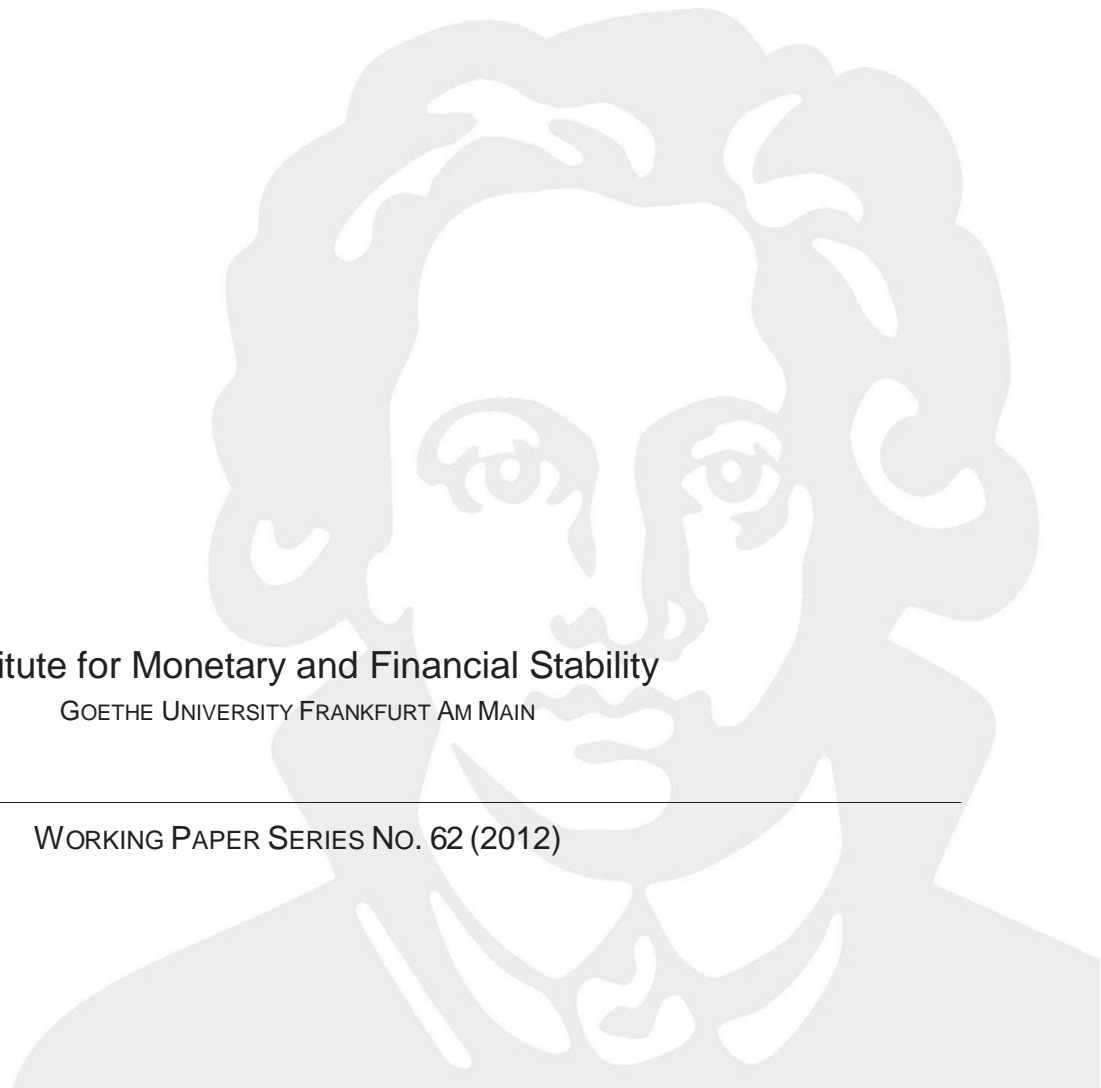 itute for Monetary and Financial Stability
GOETHE UNIVERSITY FRANKFURT AM MAIN
WORKING PAPER SERIES NO. 62 (2012)